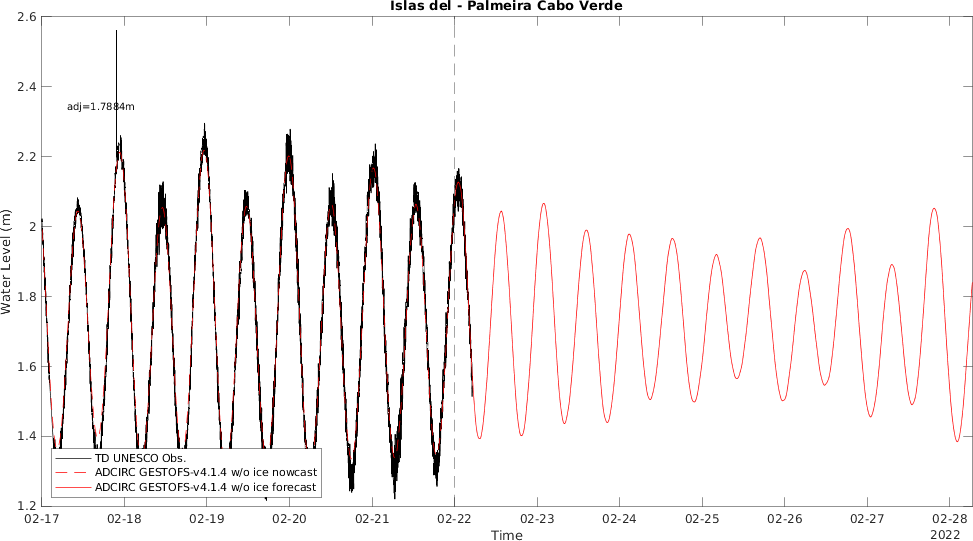 Islas del - Palmeira Cabo Verde
2.6
2.4
2.2
2
1.8
1.6
1.4
1.2
Water Level (m)
adj=1.7884m
TD UNESCO Obs.
ADCIRC GESTOFS-v4.1.4 w/o ice nowcast
ADCIRC GESTOFS-v4.1.4 w/o ice forecast
02-17 02-18 02-19 02-20 02-21 02-22 02-23 02-24 02-25 02-26 02-27 02-28
2022
Time